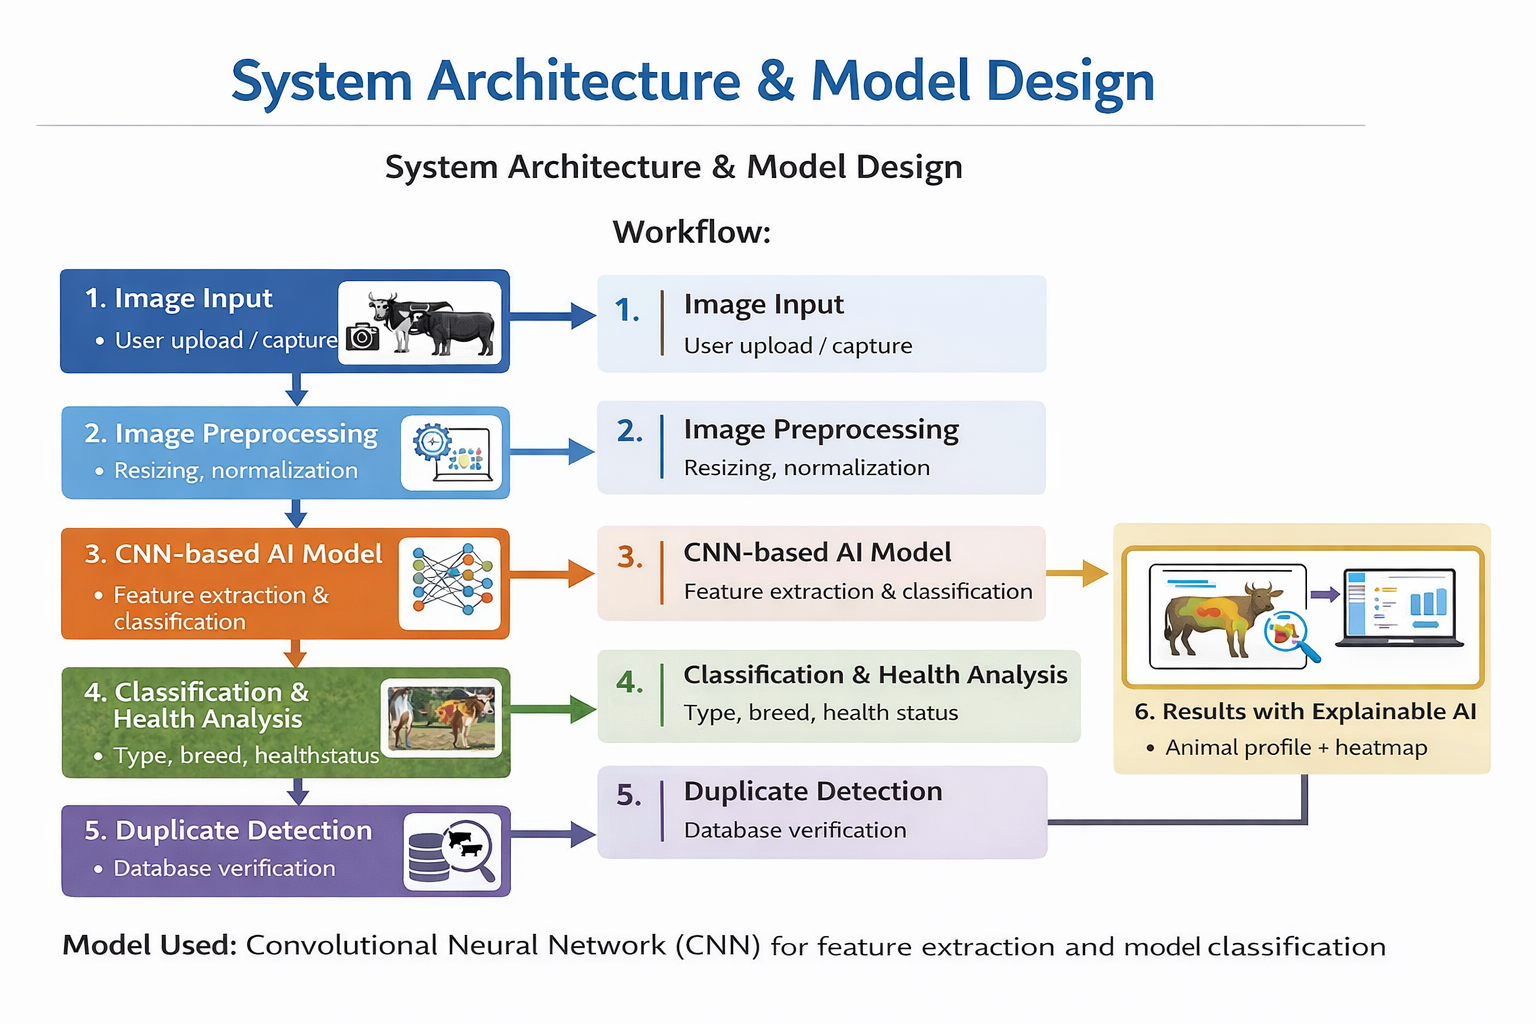 System Architecture & Model Design
System Architecture & Model Design
Workflow:
1. Image Input
• User upload / capture
2. Image Preprocessing
• Resizing, normalization
3. CNN-based AI Model
• Feature extraction &
classification
4. Classification &
Health Analysis
• Type, breed, healthstatus
5. Duplicate Detection
• Database verification
1. Image Input
User upload / capture
2. Image Preprocessing
Resizing, normalization
3. CNN-based AI Model
Feature extraction & classification
4. Classification & Health Analysis
Type, breed, health status
5. Duplicate Detection
Database verification
6. Results with Explainable AI
• Animal profile + heatmap
Model Used: Convolutional Neural Network (CNN) for feature extraction and model classification